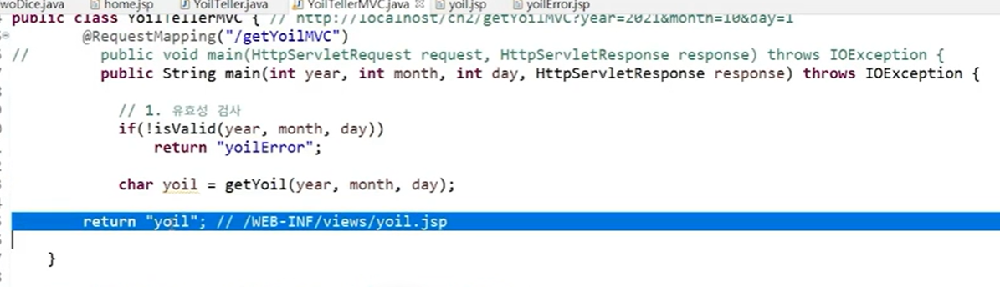 woDice.java home.jsp YoilTeller.java YoilTellerMVC.java yoil.jsp yoilError.jsp
public class YoilTellerMVC { // http://localhost/ch2/getYoilMVC?year=2021&month=10&day=1
@RequestMapping("/getYoilMVC")
// public void main(HttpServletRequest request, HttpServletResponse response) throws IOException {
public String main(int year, int month, int day, HttpServletResponse response) throws IOException {
// 1. 유효성 검사
if(!isValid(year, month, day))
return "yoilError";
char yoil = getYoil(year, month, day);
return "yoil"; // /WEB-INF/views/yoil.jsp
}